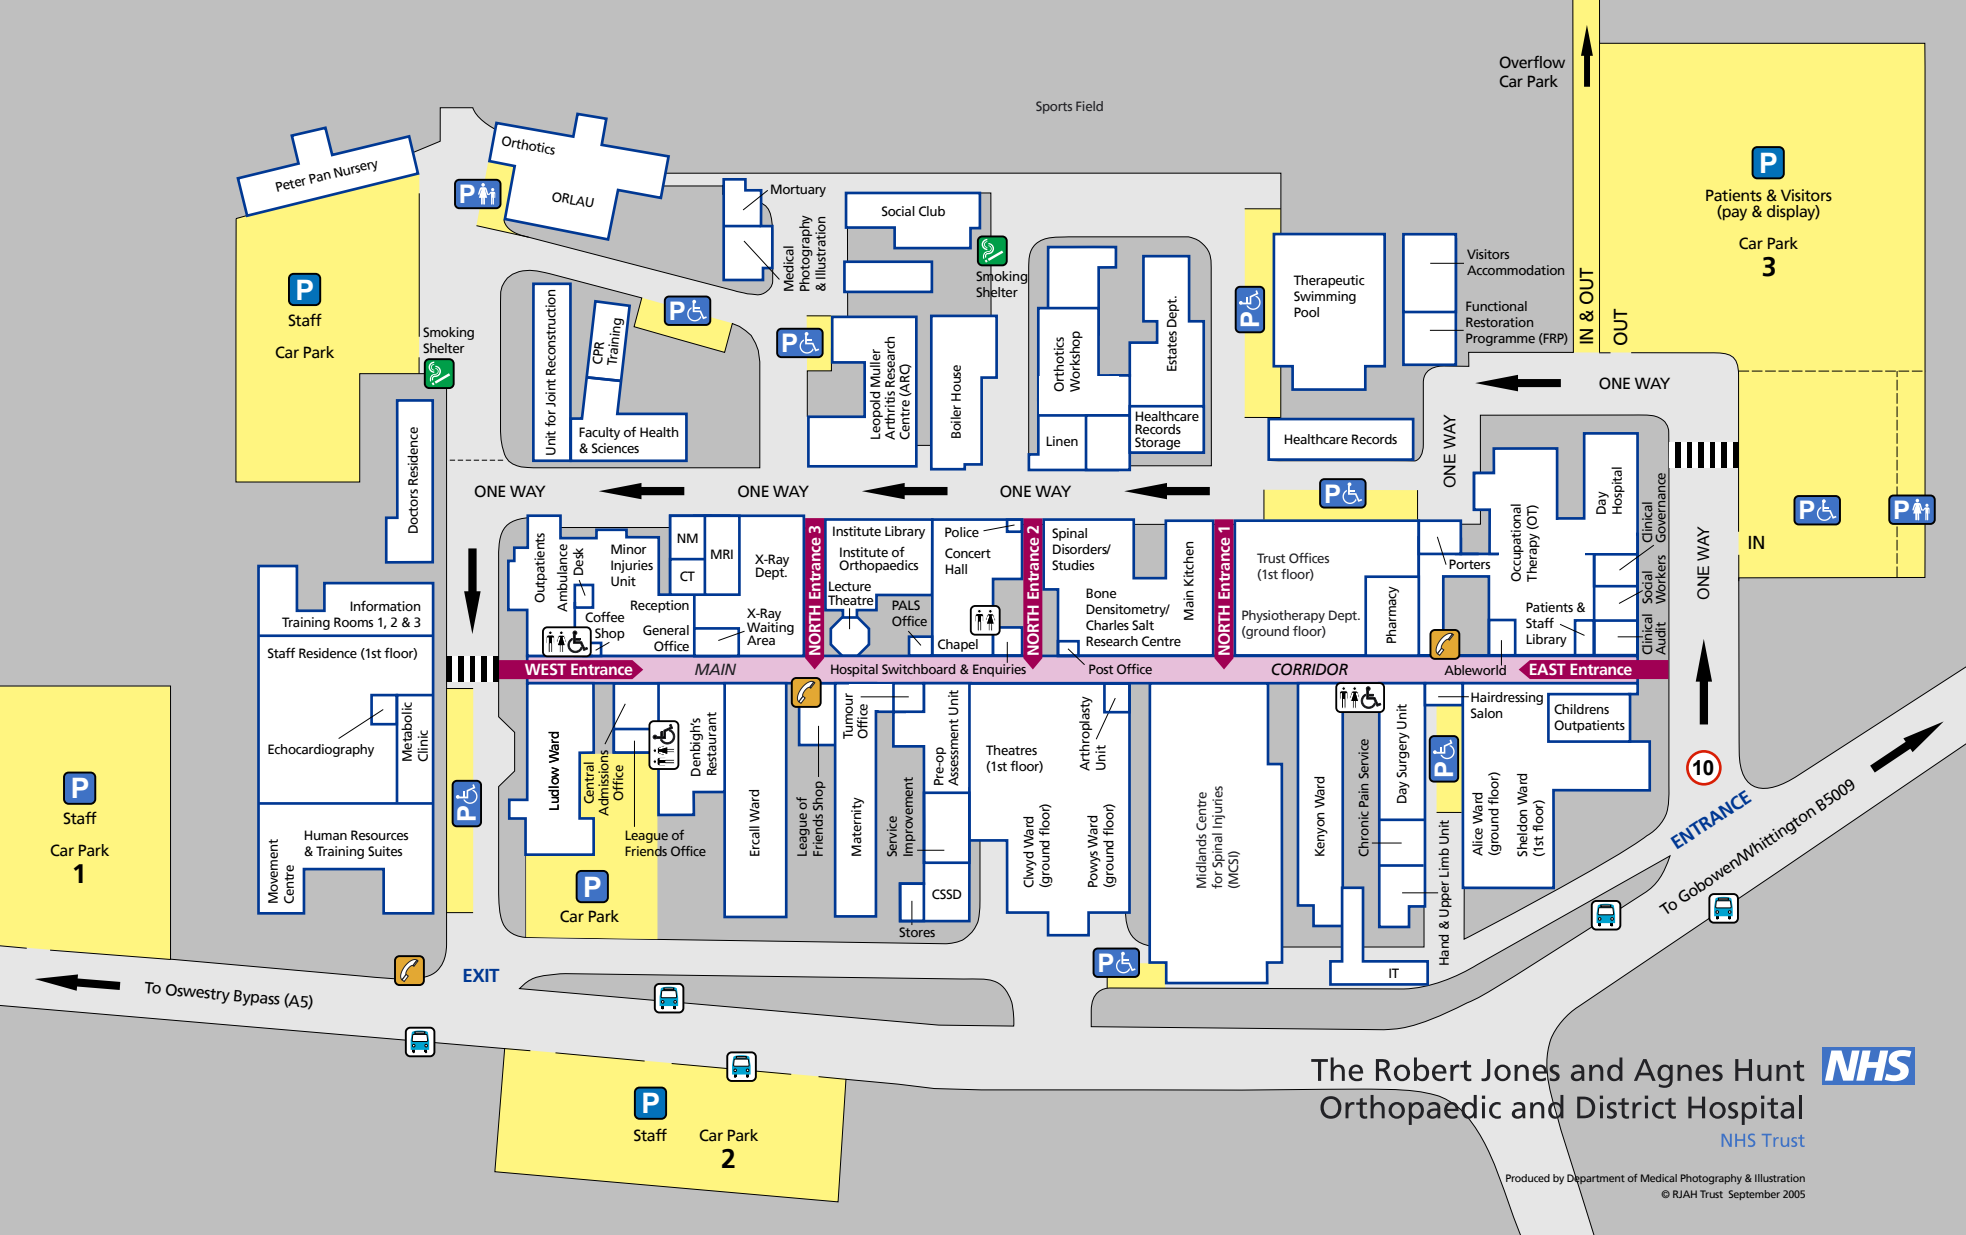 Overflow
Car Park
Sports Field
P
Patients & Visitors
(pay & display)
Car Park
3
IN & OUT
OUT
Peter Pan Nursery
Orthotics
ORLAU
P
Mortuary
Medical
Photography
& Illustration
Social Club
Smoking
Shelter
P
Staff
Car Park
Smoking
Shelter
Unit for Joint Reconstruction
CPR
Training
Faculty of Health
& Sciences
P
P
Leopold Muller
Arthritis Research
Centre (ARC)
Boiler House
Orthotics
Workshop
Estates Dept.
Linen
Healthcare
Records
Storage
P
Therapeutic
Swimming
Pool
Visitors
Accommodation
Functional
Restoration
Programme (FRP)
Healthcare Records
ONE WAY
ONE WAY
Doctors Residence
ONE WAY
ONE WAY
ONE WAY
P
P
P
IN
ONE WAY
Outpatients
Ambulance
Desk
Minor
Injuries
Unit
NM
CT
MRI
X-Ray
Dept.
Reception
Coffee
Shop
General
Office
X-Ray
Waiting
Area
NORTH Entrance 3
Institute Library
Institute of
Orthopaedics
Lecture
Theatre
PALS
Office
Police
Concert
Hall
Chapel
NORTH Entrance 2
Spinal
Disorders/
Studies
Bone
Densitometry/
Charles Salt
Research Centre
Main Kitchen
NORTH Entrance 1
Trust Offices
(1st floor)
Physiotherapy Dept.
(ground floor)
Pharmacy
Porters
Occupational
Therapy (OT)
Day
Hospital
Clinical
Governance
Social
Workers
Clinical
Audit
Patients &
Staff
Library
Information
Training Rooms 1, 2 & 3
Staff Residence (1st floor)
Echocardiography
Metabolic
Clinic
Human Resources
& Training Suites
Movement
Centre
WEST Entrance
MAIN
Hospital Switchboard & Enquiries
Post Office
CORRIDOR
Ableworld
EAST Entrance
P
Staff
Car Park
1
P
Ludlow Ward
Central
Admissions
Office
League of
Friends Office
Denbigh's
Restaurant
Ercall Ward
League of
Friends Shop
Tumour
Office
Maternity
Service
Improvement
Pre-op
Assessment Unit
CSSD
Stores
Theatres
(1st floor)
Arthroplasty
Unit
Clwyd Ward
(ground floor)
Powys Ward
(ground floor)
Midlands Centre
for Spinal Injuries
(MCSI)
Kenyon Ward
Chronic Pain Service
Day Surgery Unit
P
Hand & Upper Limb Unit
IT
Hairdressing
Salon
Childrens
Outpatients
Alice Ward
(ground floor)
Sheldon Ward
(1st floor)
10
ENTRANCE
To Gobowen/Whittington B5009
P
Car Park
P
EXIT
To Oswestry Bypass (A5)
P
Staff
Car Park
2
The Robert Jones and Agnes Hunt
Orthopaedic and District Hospital
NHS
NHS Trust
Produced by Department of Medical Photography & Illustration
© RJAH Trust September 2005